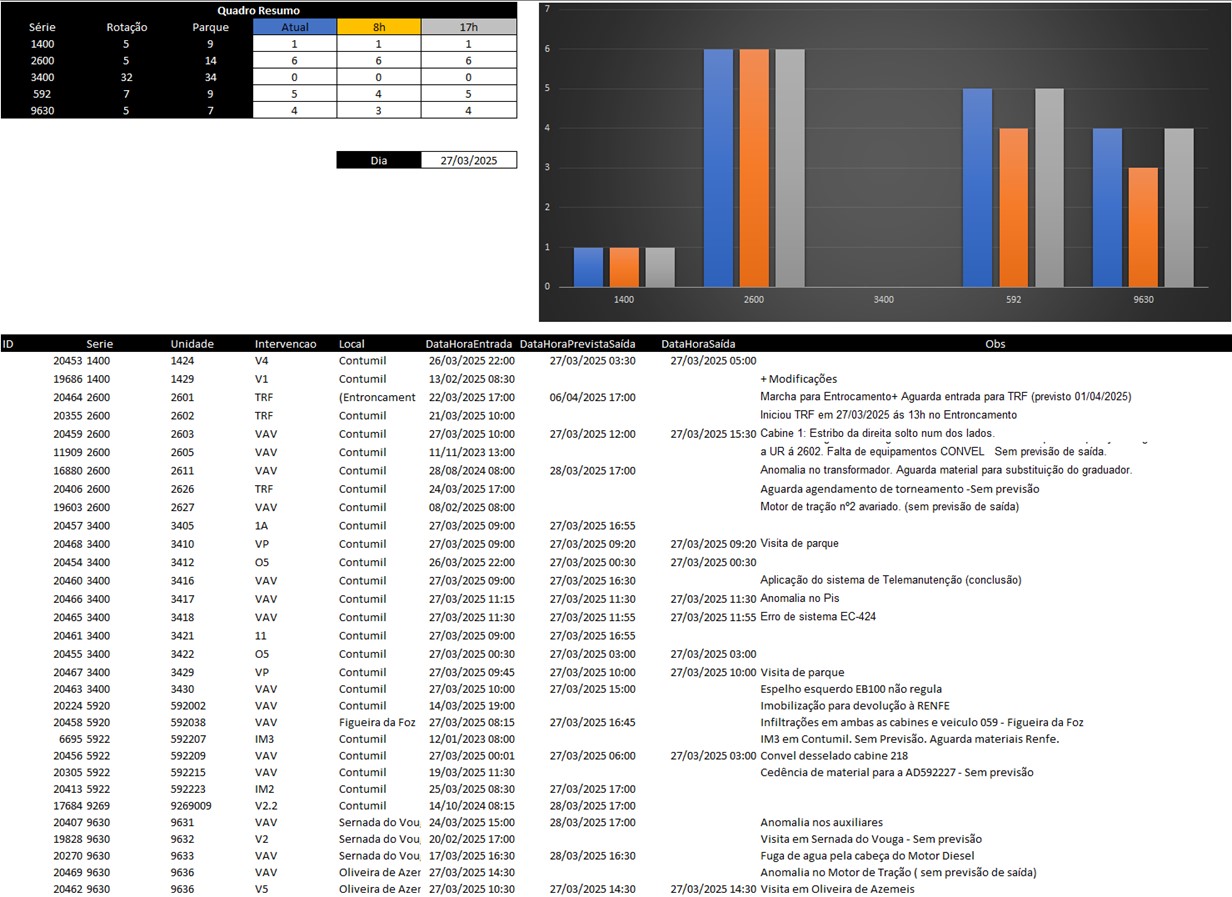 Quadro Resumo
Série Rotação Parque Atual 8h 17h
1400 5 9 1 1 1
2600 5 14 6 6 6
3400 32 34 0 0 0
592 7 9 5 4 5
9630 5 7 4 3 4
Dia 27/03/2025
7
6
5
4
3
2
1
0
1400 2600 3400 592 9630
ID Serie Unidade Intervencao Local DataHoraEntrada DataHoraPrevistaSaída DataHoraSaída Obs
20453 1400 1424 V4 Contumil 26/03/2025 22:00 27/03/2025 03:30 27/03/2025 05:00
19686 1400 1429 V1 Contumil 13/02/2025 08:30 + Modificações
20464 2600 2601 TRF (Entroncament 22/03/2025 17:00 06/04/2025 17:00 Marcha para Entrocamento+ Aguarda entrada para TRF (previsto 01/04/2025)
20355 2600 2602 TRF Contumil 21/03/2025 10:00 Iniciou TRF em 27/03/2025 ás 13h no Entroncamento
20459 2600 2603 VAV Contumil 27/03/2025 10:00 27/03/2025 12:00 27/03/2025 15:30 Cabine 1: Estribo da direita solto num dos lados.
11909 2600 2605 VAV Contumil 11/11/2023 13:00 a UR á 2602. Falta de equipamentos CONVEL Sem previsão de saída.
16880 2600 2611 VAV Contumil 28/08/2024 08:00 28/03/2025 17:00 Anomalia no transformador. Aguarda material para substituição do graduador.
20406 2600 2626 TRF Contumil 24/03/2025 17:00 Aguarda agendamento de torneamento -Sem previsão
19603 2600 2627 VAV Contumil 08/02/2025 08:00 Motor de tração nº2 avariado. (sem previsão de saída)
20457 3400 3405 1A Contumil 27/03/2025 09:00 27/03/2025 16:55
20468 3400 3410 VP Contumil 27/03/2025 09:00 27/03/2025 09:20 27/03/2025 09:20 Visita de parque
20454 3400 3412 O5 Contumil 26/03/2025 22:00 27/03/2025 00:30 27/03/2025 00:30
20460 3400 3416 VAV Contumil 27/03/2025 09:00 27/03/2025 16:30 Aplicação do sistema de Telemanutenção (conclusão)
20466 3400 3417 VAV Contumil 27/03/2025 11:15 27/03/2025 11:30 27/03/2025 11:30 Anomalia no Pis
20465 3400 3418 VAV Contumil 27/03/2025 11:30 27/03/2025 11:55 27/03/2025 11:55 Erro de sistema EC-424
20461 3400 3421 11 Contumil 27/03/2025 09:00 27/03/2025 16:55
20455 3400 3422 O5 Contumil 27/03/2025 00:30 27/03/2025 03:00 27/03/2025 03:00
20467 3400 3429 VP Contumil 27/03/2025 09:45 27/03/2025 10:00 27/03/2025 10:00 Visita de parque
20463 3400 3430 VAV Contumil 27/03/2025 10:00 27/03/2025 15:00 Espelho esquerdo EB100 não regula
20224 5920 592002 VAV Contumil 14/03/2025 19:00 Imobilização para devolução à RENFE
20458 5920 592038 VAV Figueira da Foz 27/03/2025 08:15 27/03/2025 16:45 Infiltrações em ambas as cabines e veiculo 059 - Figueira da Foz
6695 5922 592207 IM3 Contumil 12/01/2023 08:00 IM3 em Contumil. Sem Previsão. Aguarda materiais Renfe.
20456 5922 592209 VAV Contumil 27/03/2025 00:01 27/03/2025 06:00 27/03/2025 03:00 Convel desselado cabine 218
20305 5922 592215 VAV Contumil 19/03/2025 11:30 Cedência de material para a AD592227 - Sem previsão
20413 5922 592223 IM2 Contumil 25/03/2025 08:30 27/03/2025 17:00
17684 9269 9269009 V2.2 Contumil 14/10/2024 08:15 28/03/2025 17:00
20407 9630 9631 VAV Sernada do Vou 24/03/2025 15:00 28/03/2025 17:00 Anomalia nos auxiliares
19828 9630 9632 V2 Sernada do Vou 20/02/2025 17:00 Visita em Sernada do Vouga - Sem previsão
20270 9630 9633 VAV Sernada do Vou 17/03/2025 16:30 28/03/2025 16:30 Fuga de agua pela cabeça do Motor Diesel
20469 9630 9636 VAV Oliveira de Azer 27/03/2025 14:30 Anomalia no Motor de Tração ( sem previsão de saída)
20462 9630 9636 V5 Oliveira de Azer 27/03/2025 10:30 27/03/2025 14:30 27/03/2025 14:30 Visita em Oliveira de Azemeis